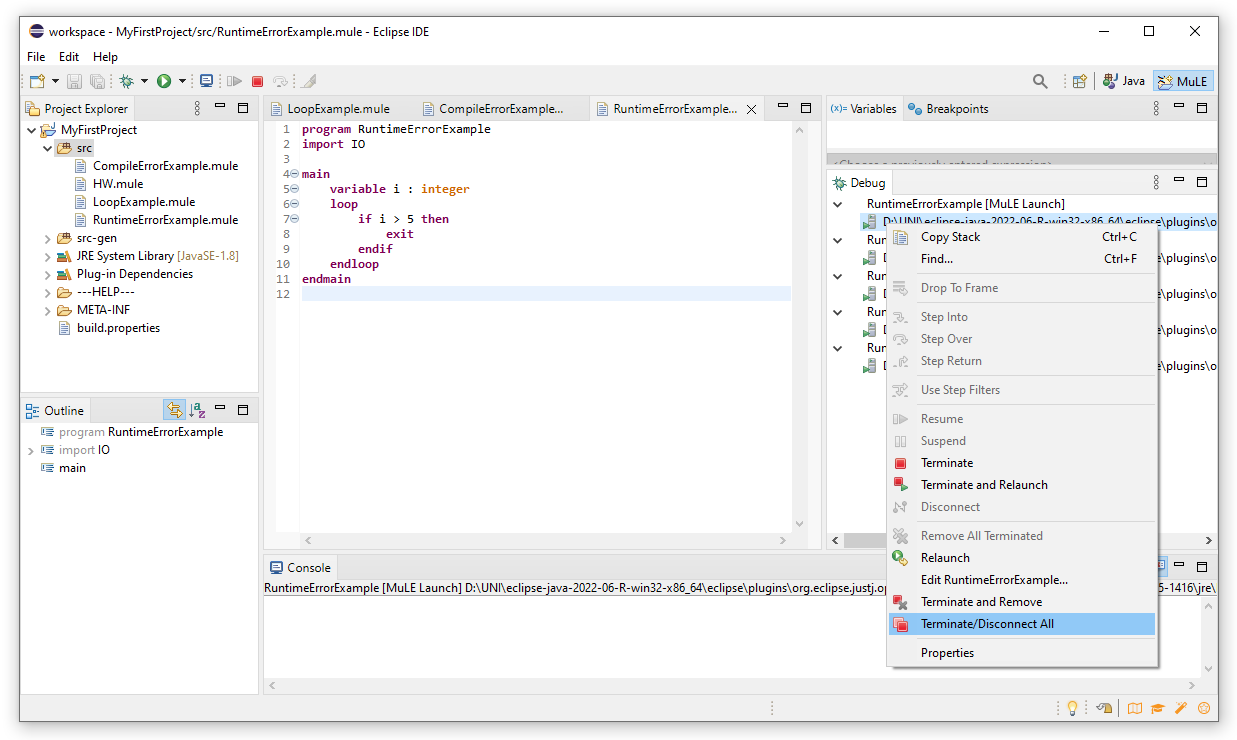 workspace - MyFirstProject/src/RuntimeErrorExample.mule - Eclipse IDE
File Edit Help
Java MuLE
Project Explorer
MyFirstProject
src
CompileErrorExample.mule
HW.mule
LoopExample.mule
RuntimeErrorExample.mule
src-gen
JRE System Library [JavaSE-1.8]
Plug-in Dependencies
---HELP---
META-INF
build.properties
Outline
program RuntimeErrorExample
import IO
main
LoopExample.mule CompileErrorExample... RuntimeErrorExample...
1 program RuntimeErrorExample
2 import IO
3
4 main
5 variable i : integer
6 loop
7 if i > 5 then
8 exit
9 endif
10 endloop
11 endmain
12
(x)= Variables Breakpoints
<Choose a previously entered expression>
Debug
RuntimeErrorExample [MuLE Launch]
D:\UNI\eclipse-java-2022-06-R-win32-x86_64\eclipse\plugins\o
Run
D e\plugins\o
Run
D e\plugins\o
Run
D e\plugins\o
Run
D e\plugins\o
Copy Stack Ctrl+C
Find... Ctrl+F
Drop To Frame
Step Into
Step Over
Step Return
Use Step Filters
Resume
Suspend
Terminate
Terminate and Relaunch
Disconnect
Remove All Terminated
Relaunch
Edit RuntimeErrorExample...
Terminate and Remove
Terminate/Disconnect All
Properties
Console
RuntimeErrorExample [MuLE Launch] D:\UNI\eclipse-java-2022-06-R-win32-x86_64\eclipse\plugins\org.eclipse.justj.op 5-1416\jre\